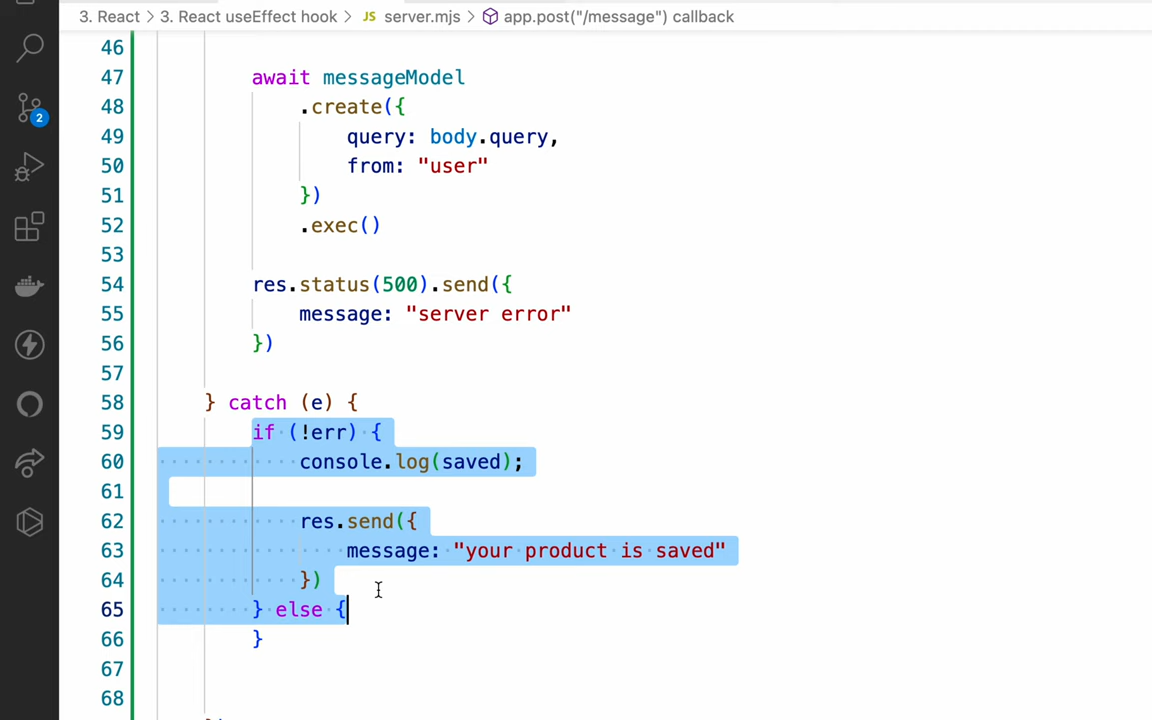 3. React > 3. React useEffect hook > JS server.mjs > app.post("/message") callback
46
47 await messageModel
48 .create({
49 query: body.query,
50 from: "user"
51 })
52 .exec()
53
54 res.status(500).send({
55 message: "server error"
56 })
57
58 } catch (e) {
59 if (!err) {
60 console.log(saved);
61
62 res.send({
63 message: "your product is saved"
64 })
65 } else {
66 }
67
68
2